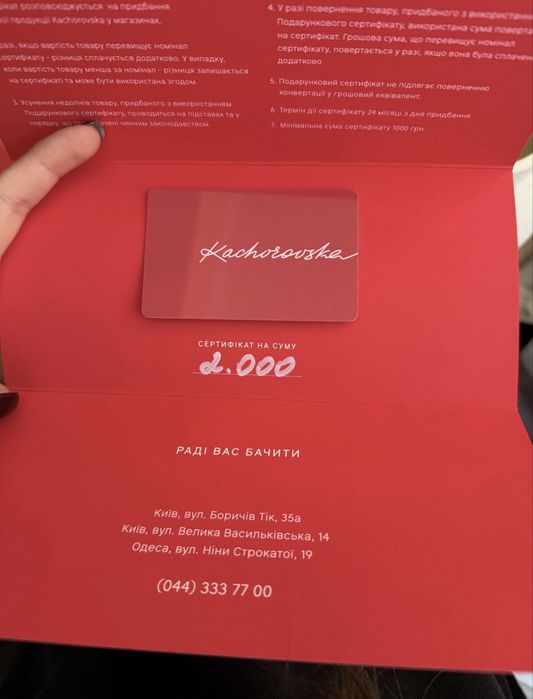 розповсюджується на придбання
продукції Kachorovska у магазинах.
разі, якщо вартість товару перевищує номінал
сертифікату - різниця сплачується додатково. У випадку,
коли вартість товару менша за номінал - різниця залишається
на сертифікаті та може бути використана згодом.
3. Усунення недоліків товару, придбаного з використанням
Подарункового сертифікату, проводиться на підставах та у
порядку, що чинним законодавством.
4. У разі повернення товару, придбаного з використанням
Подарункового сертифікату, використана сума
на сертифікат. Грошова сума, що перевищує номінал
сертифікату, повертається у разі, якщо вона була
додатково
5. Подарунковий сертифікат не підлягає поверненню
конвертації у грошовий еквівалент.
6 Термін дії сертифікату 24 місяці з дня придбання
7. Мінімальна сума сертифікату 1000 грн.
Kachorovska
СЕРТИФІКАТ НА СУМУ
2.000
РАДІ ВАС БАЧИТИ
Київ, вул. Боричів Тік, 35а
Київ, вул. Велика Васильківська, 14
Одеса, вул. Ніни Строкатої, 19
(044) 333 77 00